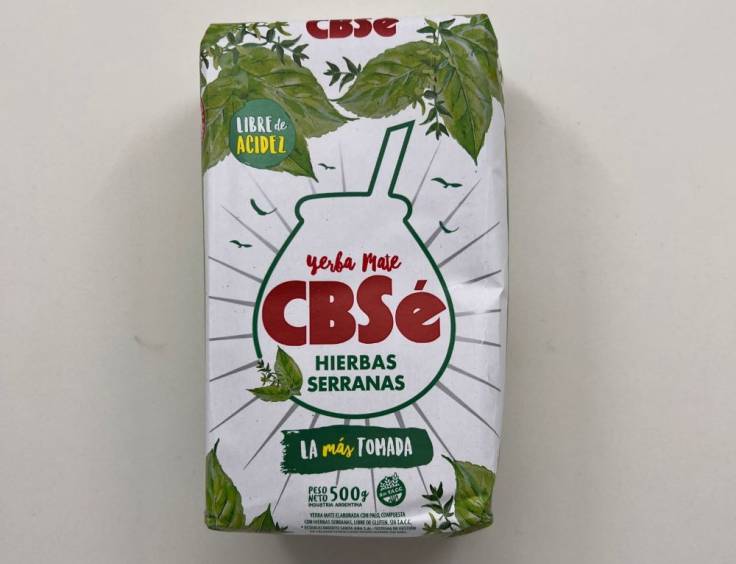 CBSé
LIBRE de
ACIDEZ
Yerba Mate
CBSé
HIERBAS
SERRANAS
LA más TOMADA
PESO
NETO 500g
INDUSTRIA ARGENTINA
SIN T.A.C.C.
YERBA MATE ELABORADA CON PALO, COMPUESTA
CON HIERBAS SERRANAS, LIBRE DE GLUTEN, SIN T.A.C.C.